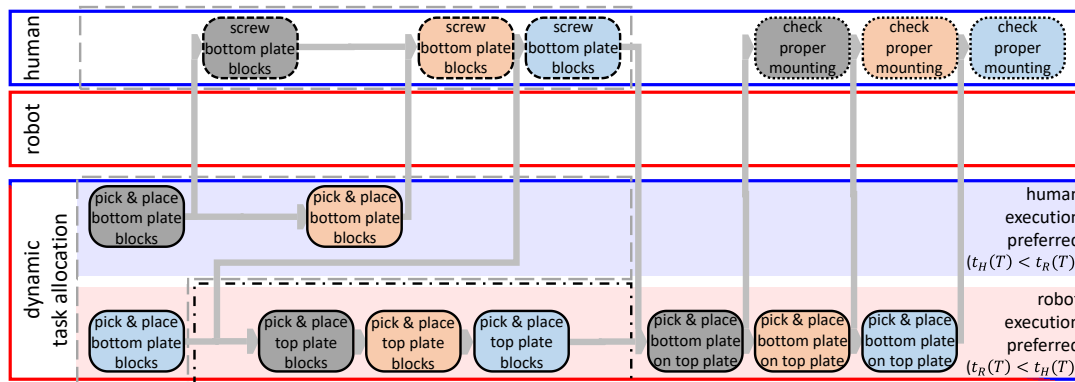 human
screw
bottom plate
blocks
screw
bottom plate
blocks
screw
bottom plate
blocks
check
proper
mounting
check
proper
mounting
check
proper
mounting
robot
dynamic
task allocation
pick & place
bottom plate
blocks
pick & place
bottom plate
blocks
human
execution
preferred
(t_H(T) < t_R(T)
pick & place
bottom plate
blocks
pick & place
top plate
blocks
pick & place
top plate
blocks
pick & place
top plate
blocks
pick & place
bottom plate
on top plate
pick & place
bottom plate
on top plate
pick & place
bottom plate
on top plate
robot
execution
preferred
(t_R(T) < t_H(T)